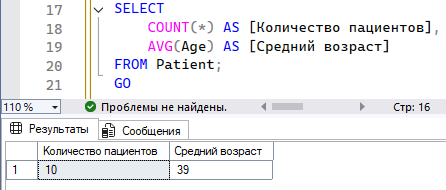 17 SELECT
18 COUNT(*) AS [Количество пациентов],
19 AVG(Age) AS [Средний возраст]
20 FROM Patient;
21 GO
110 % Проблемы не найдены. Стр: 16
Результаты Сообщения
Количество пациентов Средний возраст
1 10 39